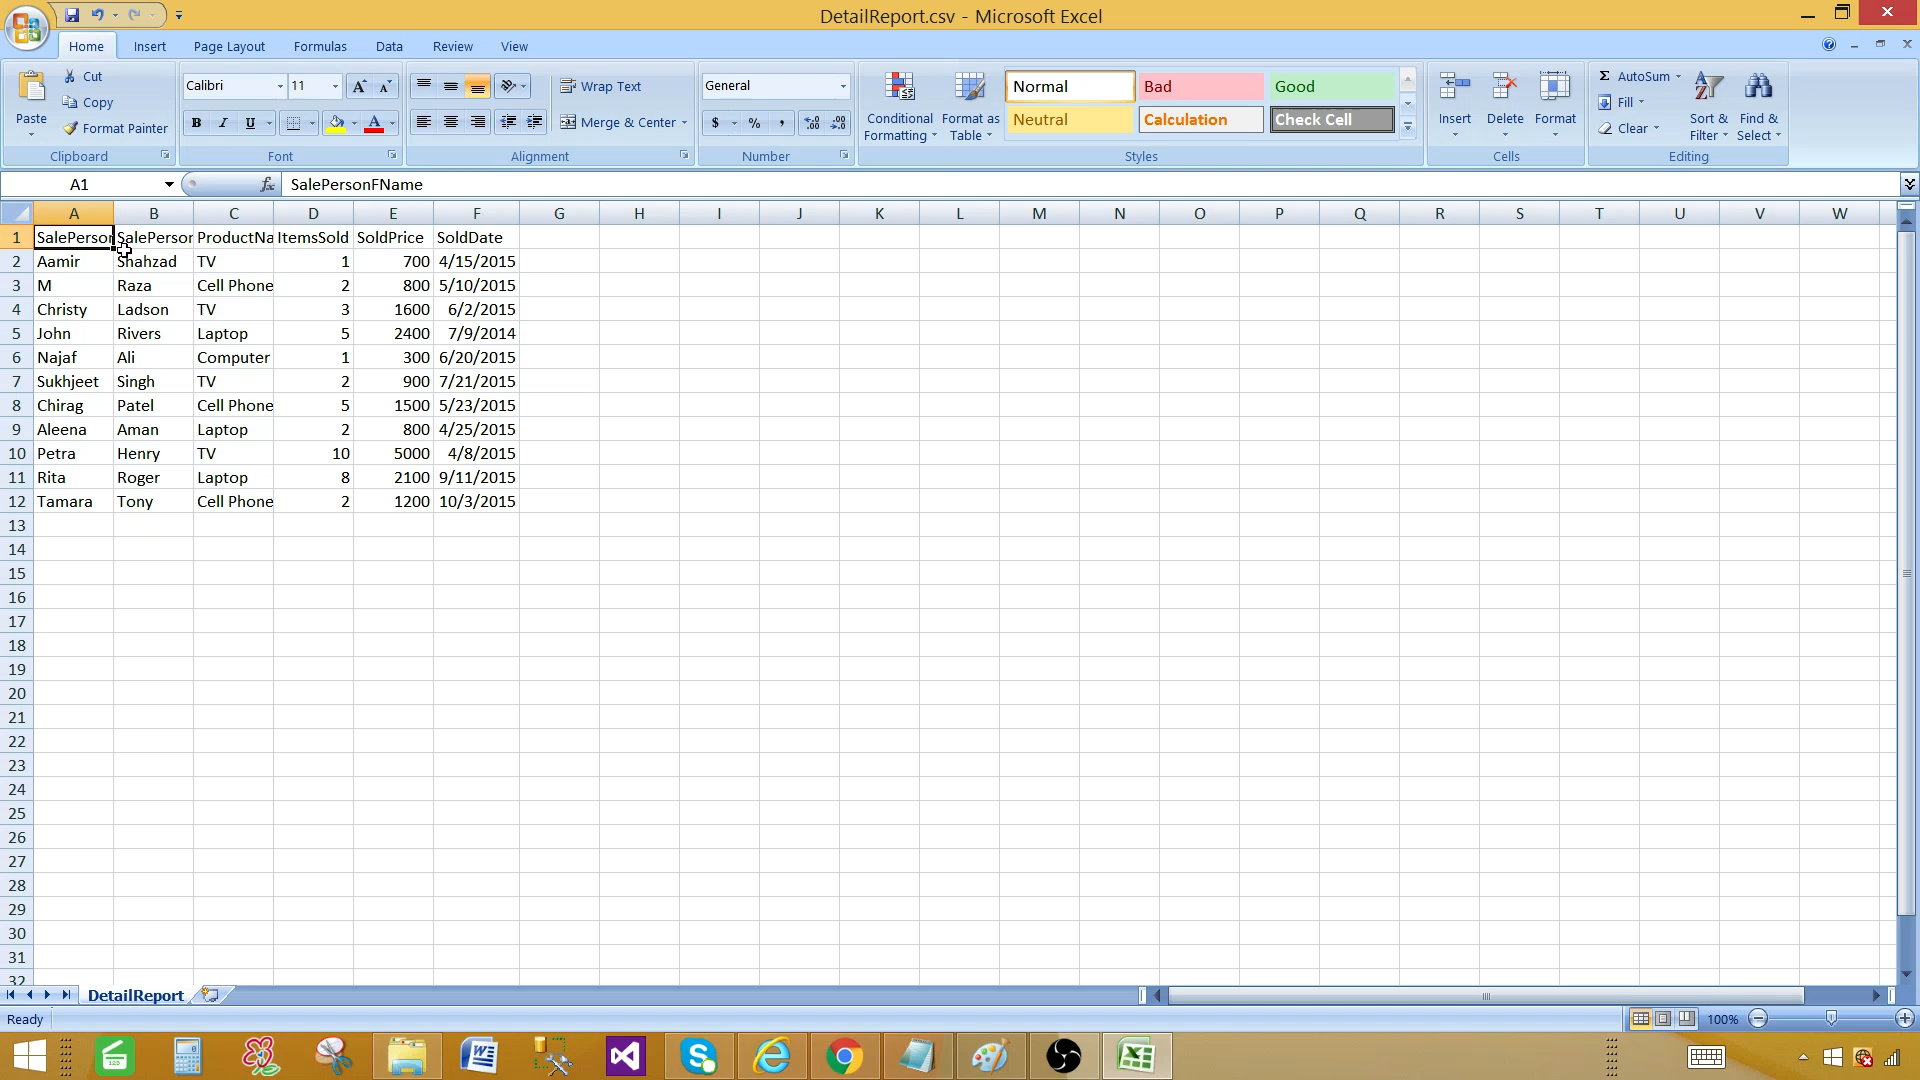 DetailReport.csv - Microsoft Excel
Home Insert Page Layout Formulas Data Review View
Paste Cut Copy Format Painter
Calibri 11
B I U A
Wrap Text
Merge & Center
General
$ % ,
Conditional Formatting Format as Table
Normal Bad Good
Neutral Calculation Check Cell
Insert Delete Format
Σ AutoSum
Fill
Clear
Sort & Filter Find & Select
Clipboard Font Alignment Number Styles Cells Editing
A1 fx SalePersonFName
A B C D E F G H I J K L M N O P Q R S T U V W
1 SalePerson SalePerson ProductNa ItemsSold SoldPrice SoldDate
2 Aamir Shahzad TV 1 700 4/15/2015
3 M Raza Cell Phone 2 800 5/10/2015
4 Christy Ladson TV 3 1600 6/2/2015
5 John Rivers Laptop 5 2400 7/9/2014
6 Najaf Ali Computer 1 300 6/20/2015
7 Sukhjeet Singh TV 2 900 7/21/2015
8 Chirag Patel Cell Phone 5 1500 5/23/2015
9 Aleena Aman Laptop 2 800 4/25/2015
10 Petra Henry TV 10 5000 4/8/2015
11 Rita Roger Laptop 8 2100 9/11/2015
12 Tamara Tony Cell Phone 2 1200 10/3/2015
13
14
15
16
17
18
19
20
21
22
23
24
25
26
27
28
29
30
31
32
DetailReport
Ready 100%